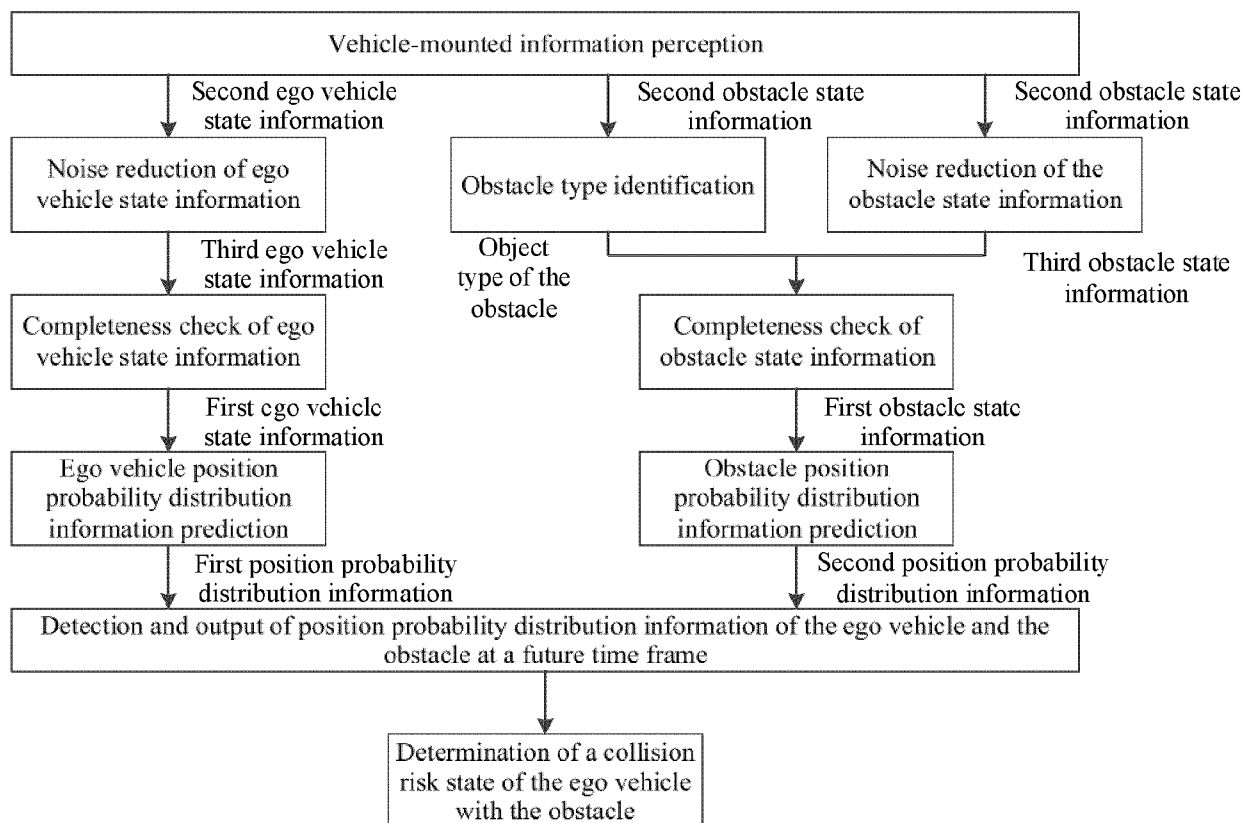 Vehicle-mounted information perception
Second ego vehicle
state information
Second obstacle state
information
Second obstacle state
information
Noise reduction of ego
vehicle state information
Obstacle type identification
Noise reduction of the
obstacle state information
Third ego vehicle
state information
Object
type of the
obstacle
Third obstacle state
information
Completeness check of ego
vehicle state information
Completeness check of
obstacle state information
First ego vehicle
state information
First obstacle state
information
Ego vehicle position
probability distribution
information prediction
Obstacle position
probability distribution
information prediction
First position probability
distribution information
Second position probability
distribution information
Detection and output of position probability distribution information of the ego vehicle and the
obstacle at a future time frame
Determination of a collision
risk state of the ego vehicle
with the obstacle